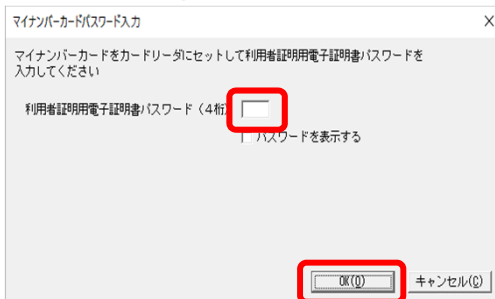 マイナンバーカードパスワード入力
X
マイナンバーカードをカードリーダにセットして利用者証明用電子証明書パスワードを
入力してください
利用者証明用電子証明書パスワード（4桁）
パスワードを表示する
OK(O) キャンセル(C)